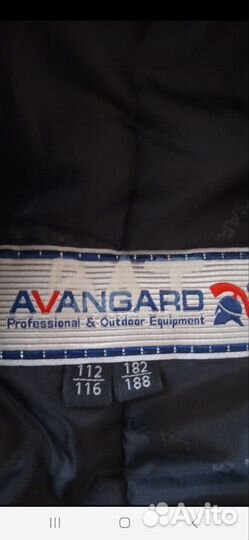 AVANGARD
Professional & Outdoor Equipment
112 182
116 188
Avito